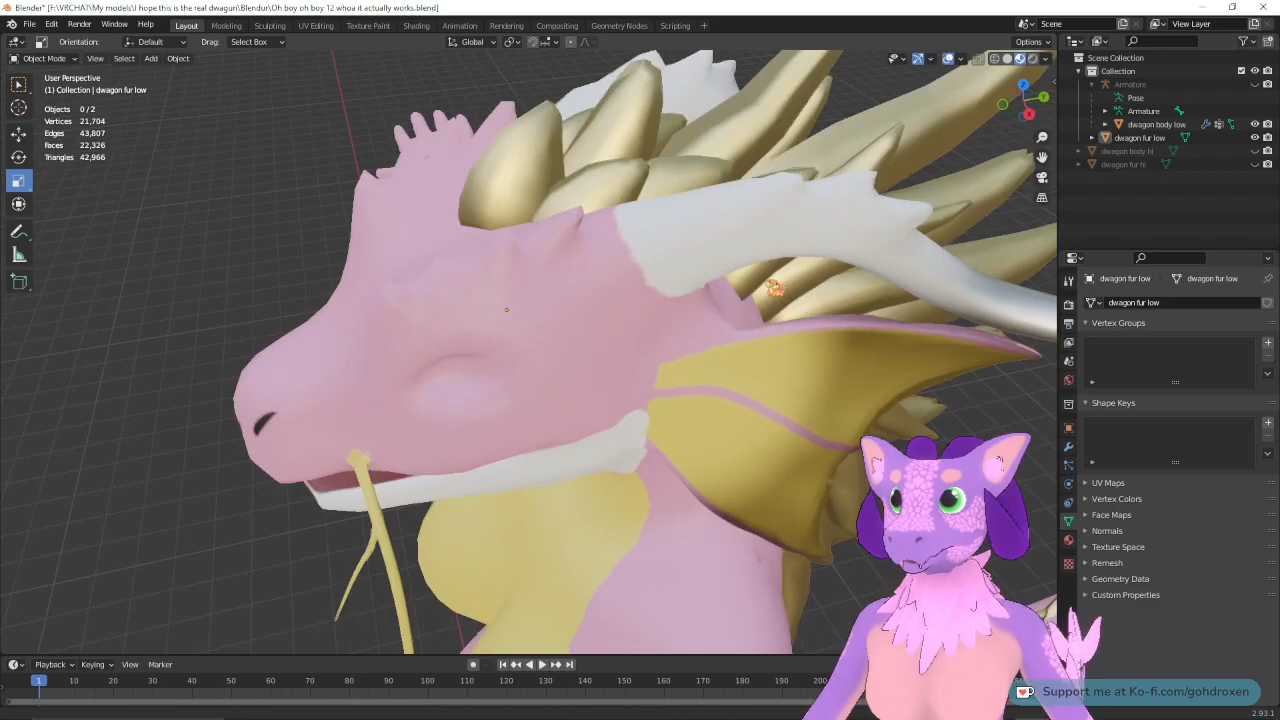 Blender* [F:\VRCHAT\My models\I hope this is the real dwagun\Blendur\Oh boy oh boy 12 whoa it actually works.blend]
File Edit Render Window Help Layout Modeling Sculpting UV Editing Texture Paint Shading Animation Rendering Compositing Geometry Nodes Scripting + Scene View Layer
Orientation: Default Drag: Select Box Global Options
Object Mode View Select Add Object
User Perspective
(1) Collection | dwagon fur low
Objects 0 / 2
Vertices 21,704
Edges 43,807
Faces 22,326
Triangles 42,966
X
Y
Z
Scene Collection
Collection
Armature
Pose
Armature
dwagon body low
dwagon fur low
dwagon body hi
dwagon fur hi
dwagon fur low dwagon fur low
dwagon fur low
Vertex Groups
Shape Keys
UV Maps
Vertex Colors
Face Maps
Normals
Texture Space
Remesh
Geometry Data
Custom Properties
Playback Keying View Marker
1 10 20 30 40 50 60 70 80 90 100 110 120 130 140 150 160 170 180 190 200
Support me at Ko-fi.com/gohdroxen
2.93.1